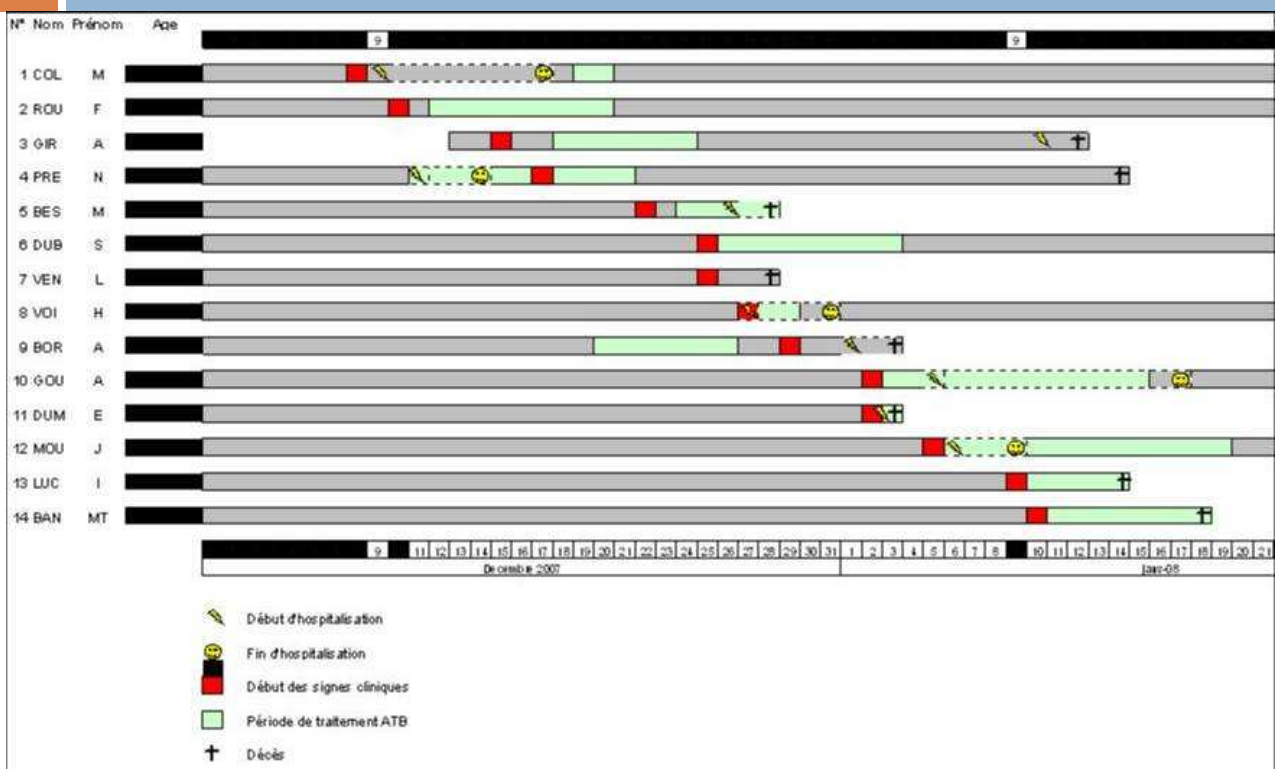 N° Nom Prénom Age
9 9
1 COL M
2 ROU F
3 GIR A
4 PRE N
5 BES M
6 DUB S
7 VEN L
8 VOI H
9 BOR A
10 GOU A
11 DUM E
12 MOU J
13 LUC I
14 BAN MT
9 11 12 13 14 15 16 17 18 19 20 21 22 23 24 25 26 27 28 29 30 31 1 2 3 4 5 6 7 8 10 11 12 13 14 15 16 17 18 19 20 21
Decembre 2007 janv-08
Début d'hospitalisation
Fin d'hospitalisation
Début des signes cliniques
Période de traitement ATB
Décès